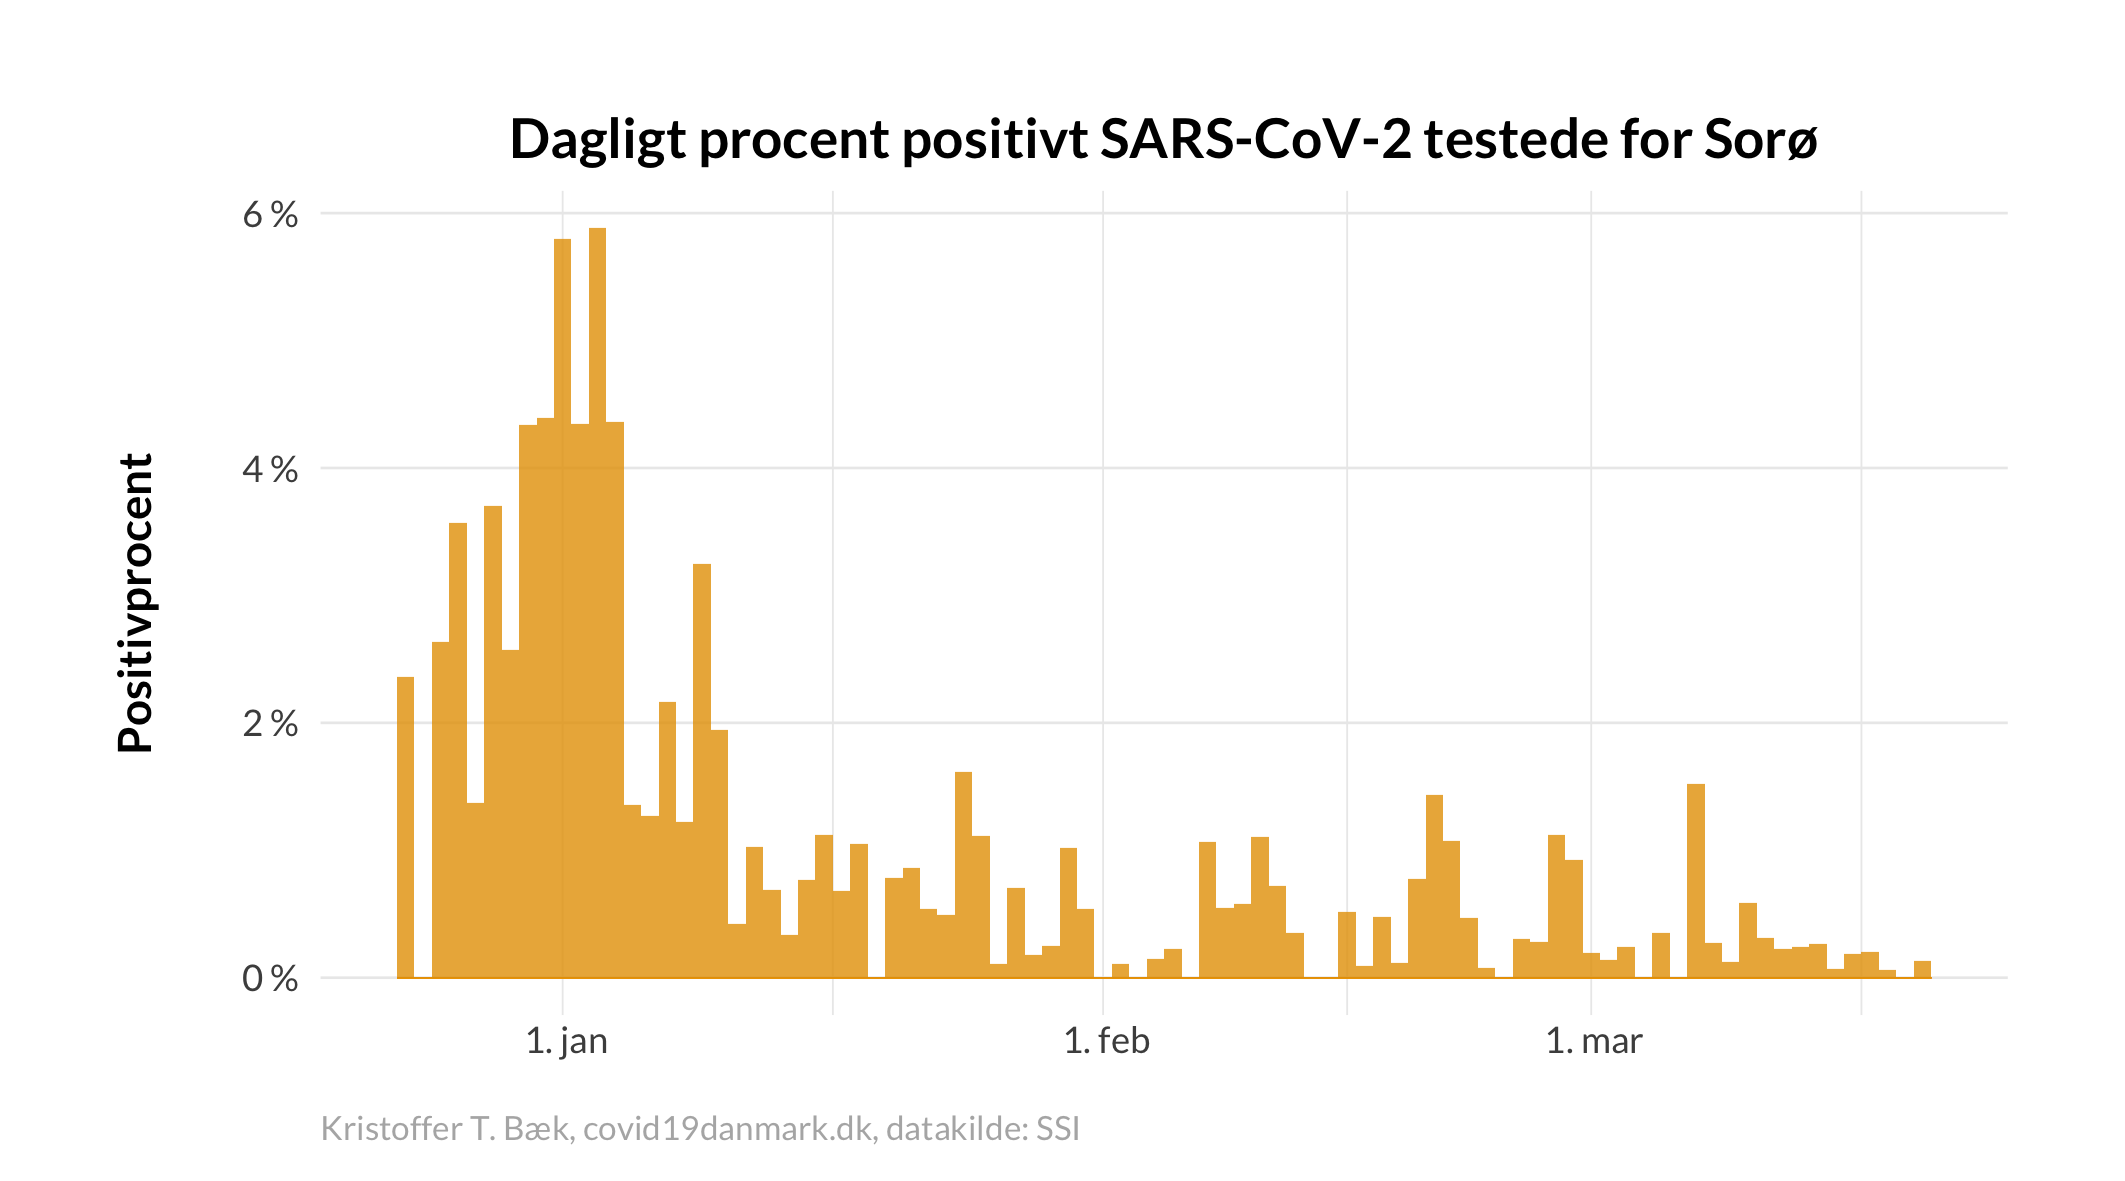 Dagligt procent positivt SARS-CoV-2 testede for Sorø
Positivprocent
6 %
4 %
2 %
0 %
1. jan
1. feb
1. mar
Kristoffer T. Bæk, covid19danmark.dk, datakilde: SSI